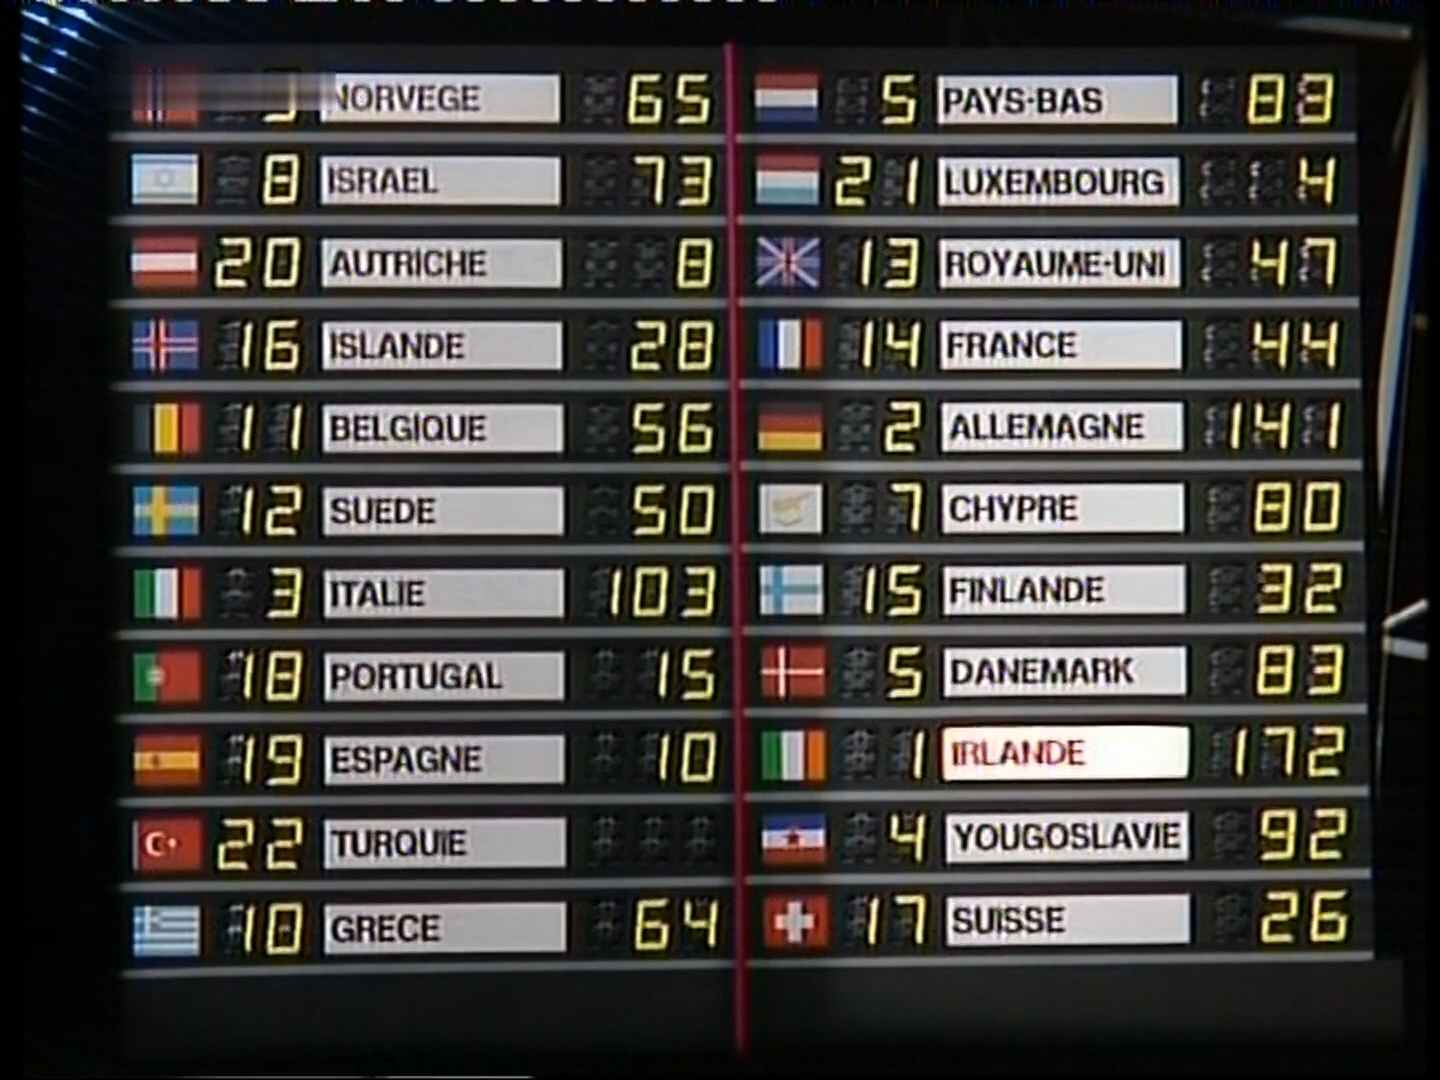 9 NORVEGE 65
8 ISRAEL 73
20 AUTRICHE 8
16 ISLANDE 28
11 BELGIQUE 56
12 SUEDE 50
3 ITALIE 103
18 PORTUGAL 15
19 ESPAGNE 10
22 TURQUIE
10 GRECE 64
5 PAYS-BAS 83
21 LUXEMBOURG 4
13 ROYAUME-UNI 47
14 FRANCE 44
2 ALLEMAGNE 141
7 CHYPRE 80
15 FINLANDE 32
5 DANEMARK 83
1 IRLANDE 172
4 YOUGOSLAVIE 92
17 SUISSE 26